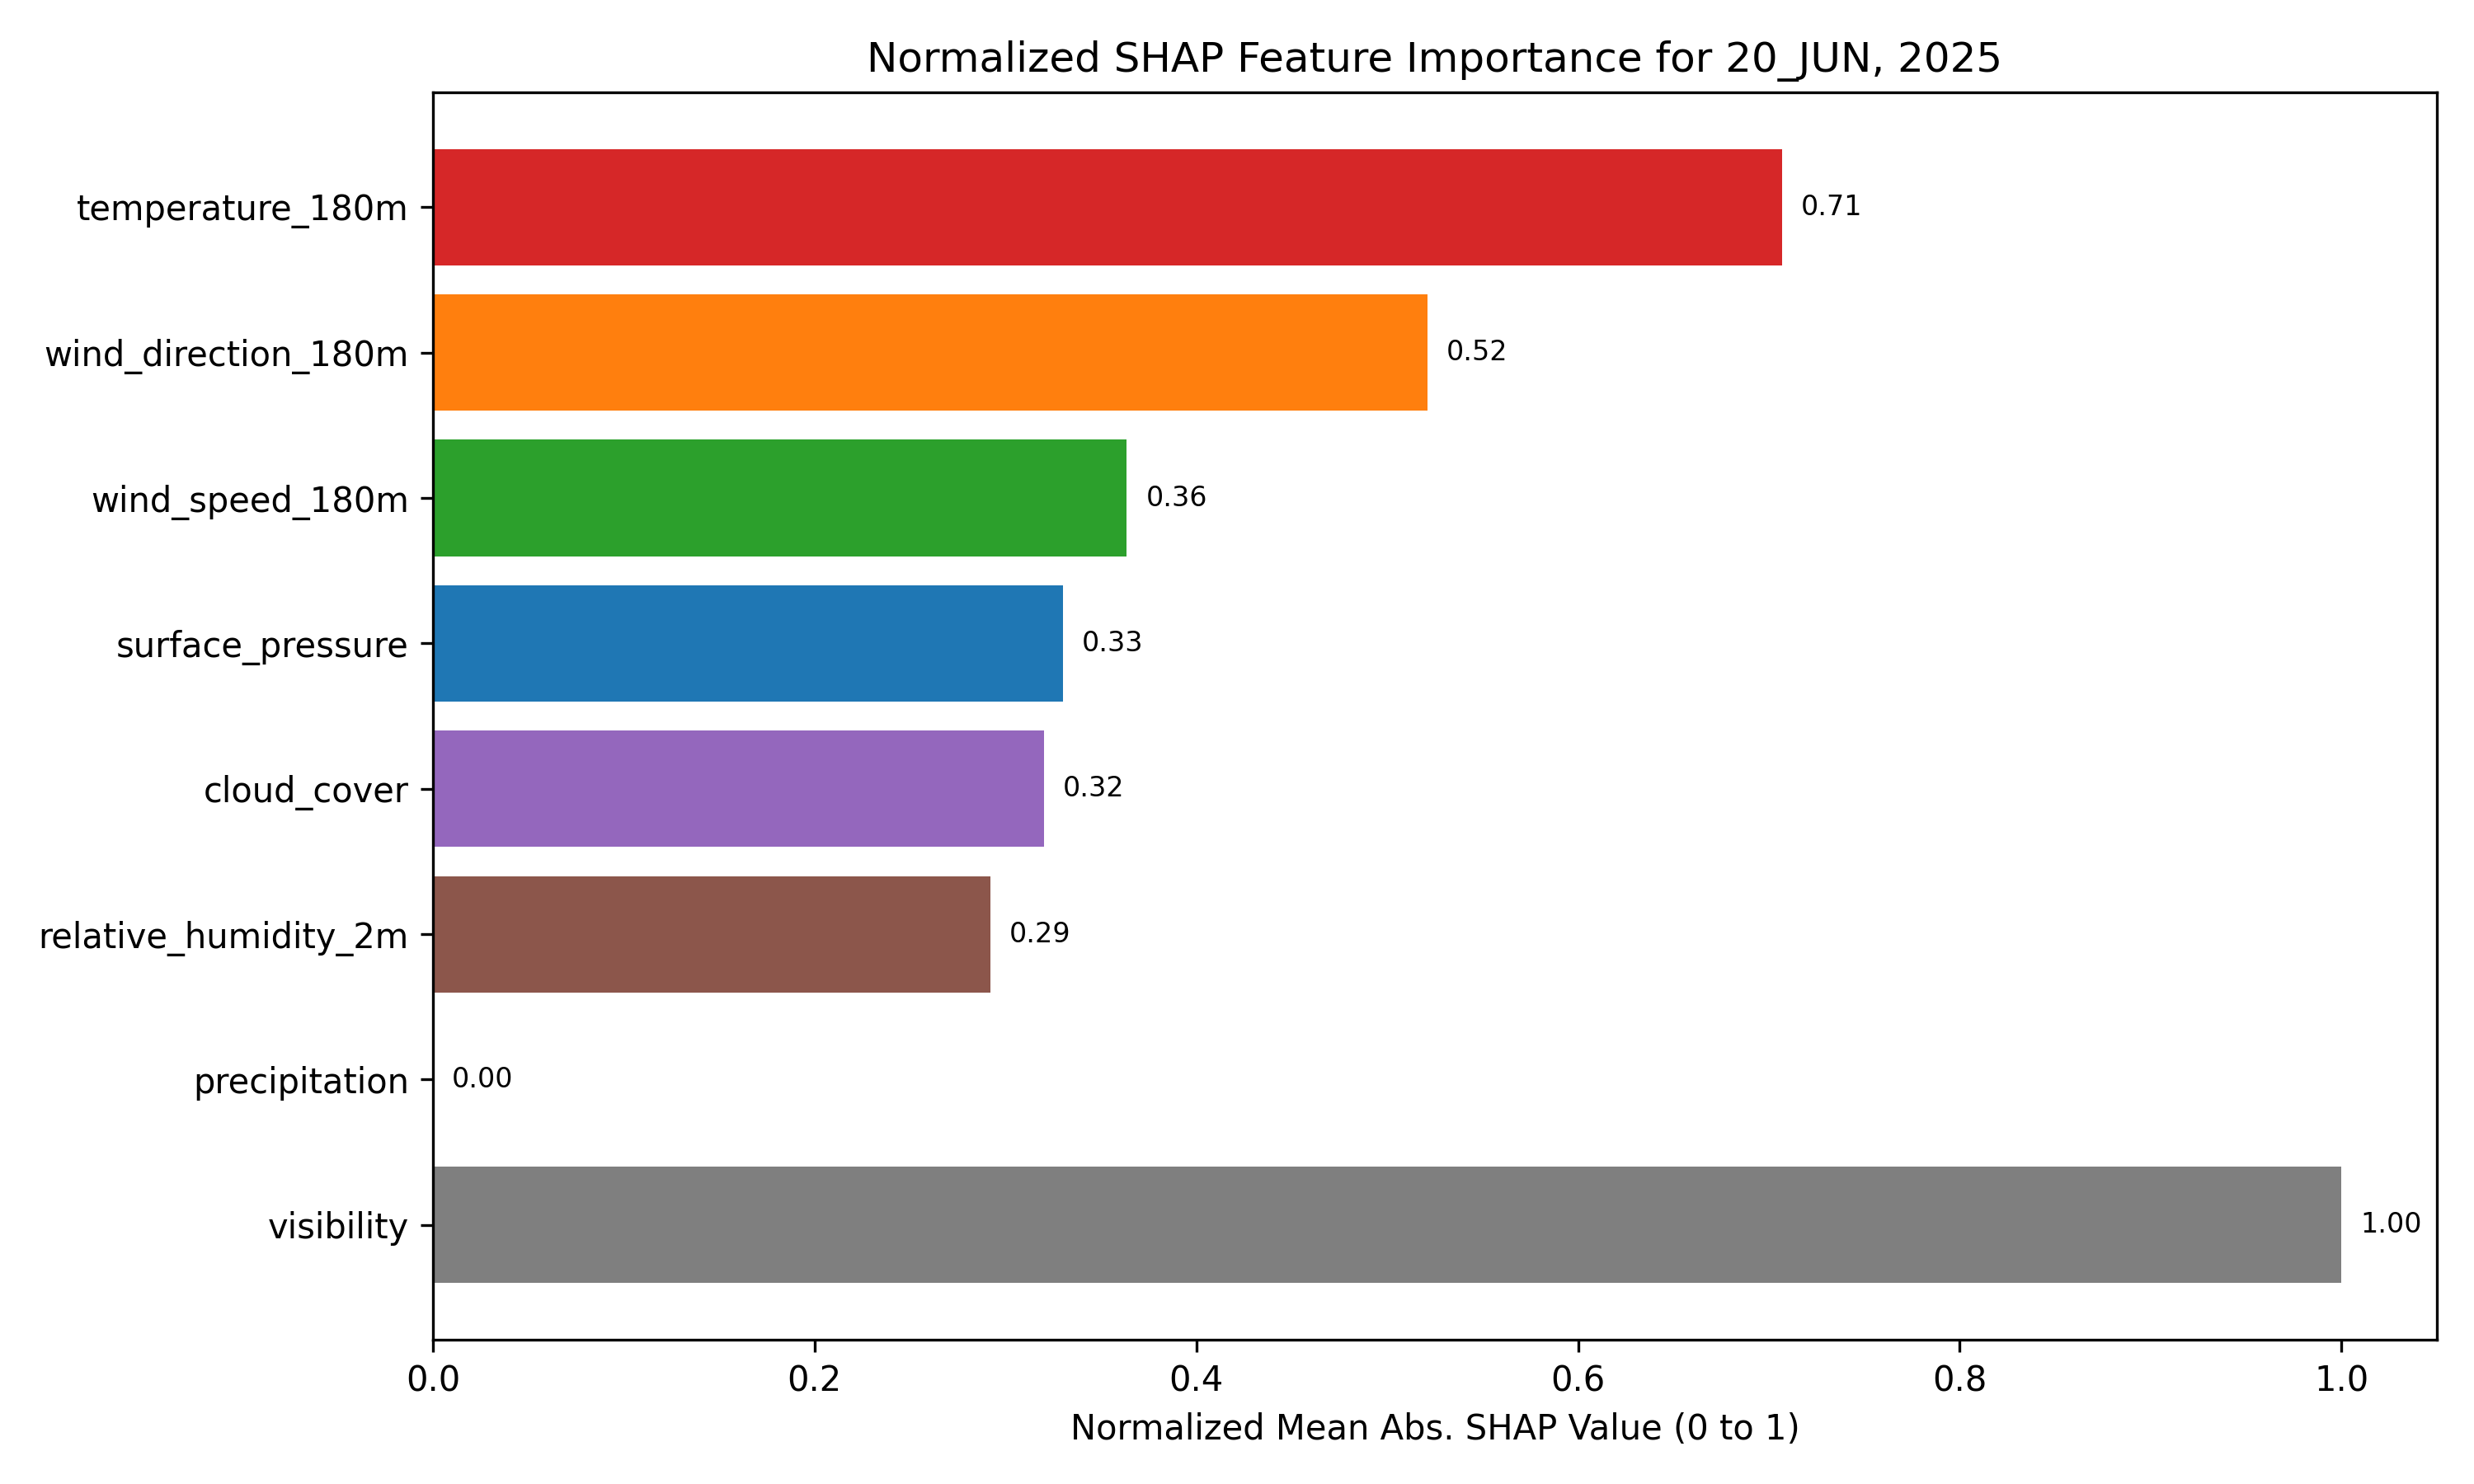 Normalized SHAP Feature Importance for 20_JUN, 2025
temperature_180m
0.71
wind_direction_180m
0.52
wind_speed_180m
0.36
surface_pressure
0.33
cloud_cover
0.32
relative_humidity_2m
0.29
precipitation
0.00
visibility
1.00
0.0 0.2 0.4 0.6 0.8 1.0
Normalized Mean Abs. SHAP Value (0 to 1)